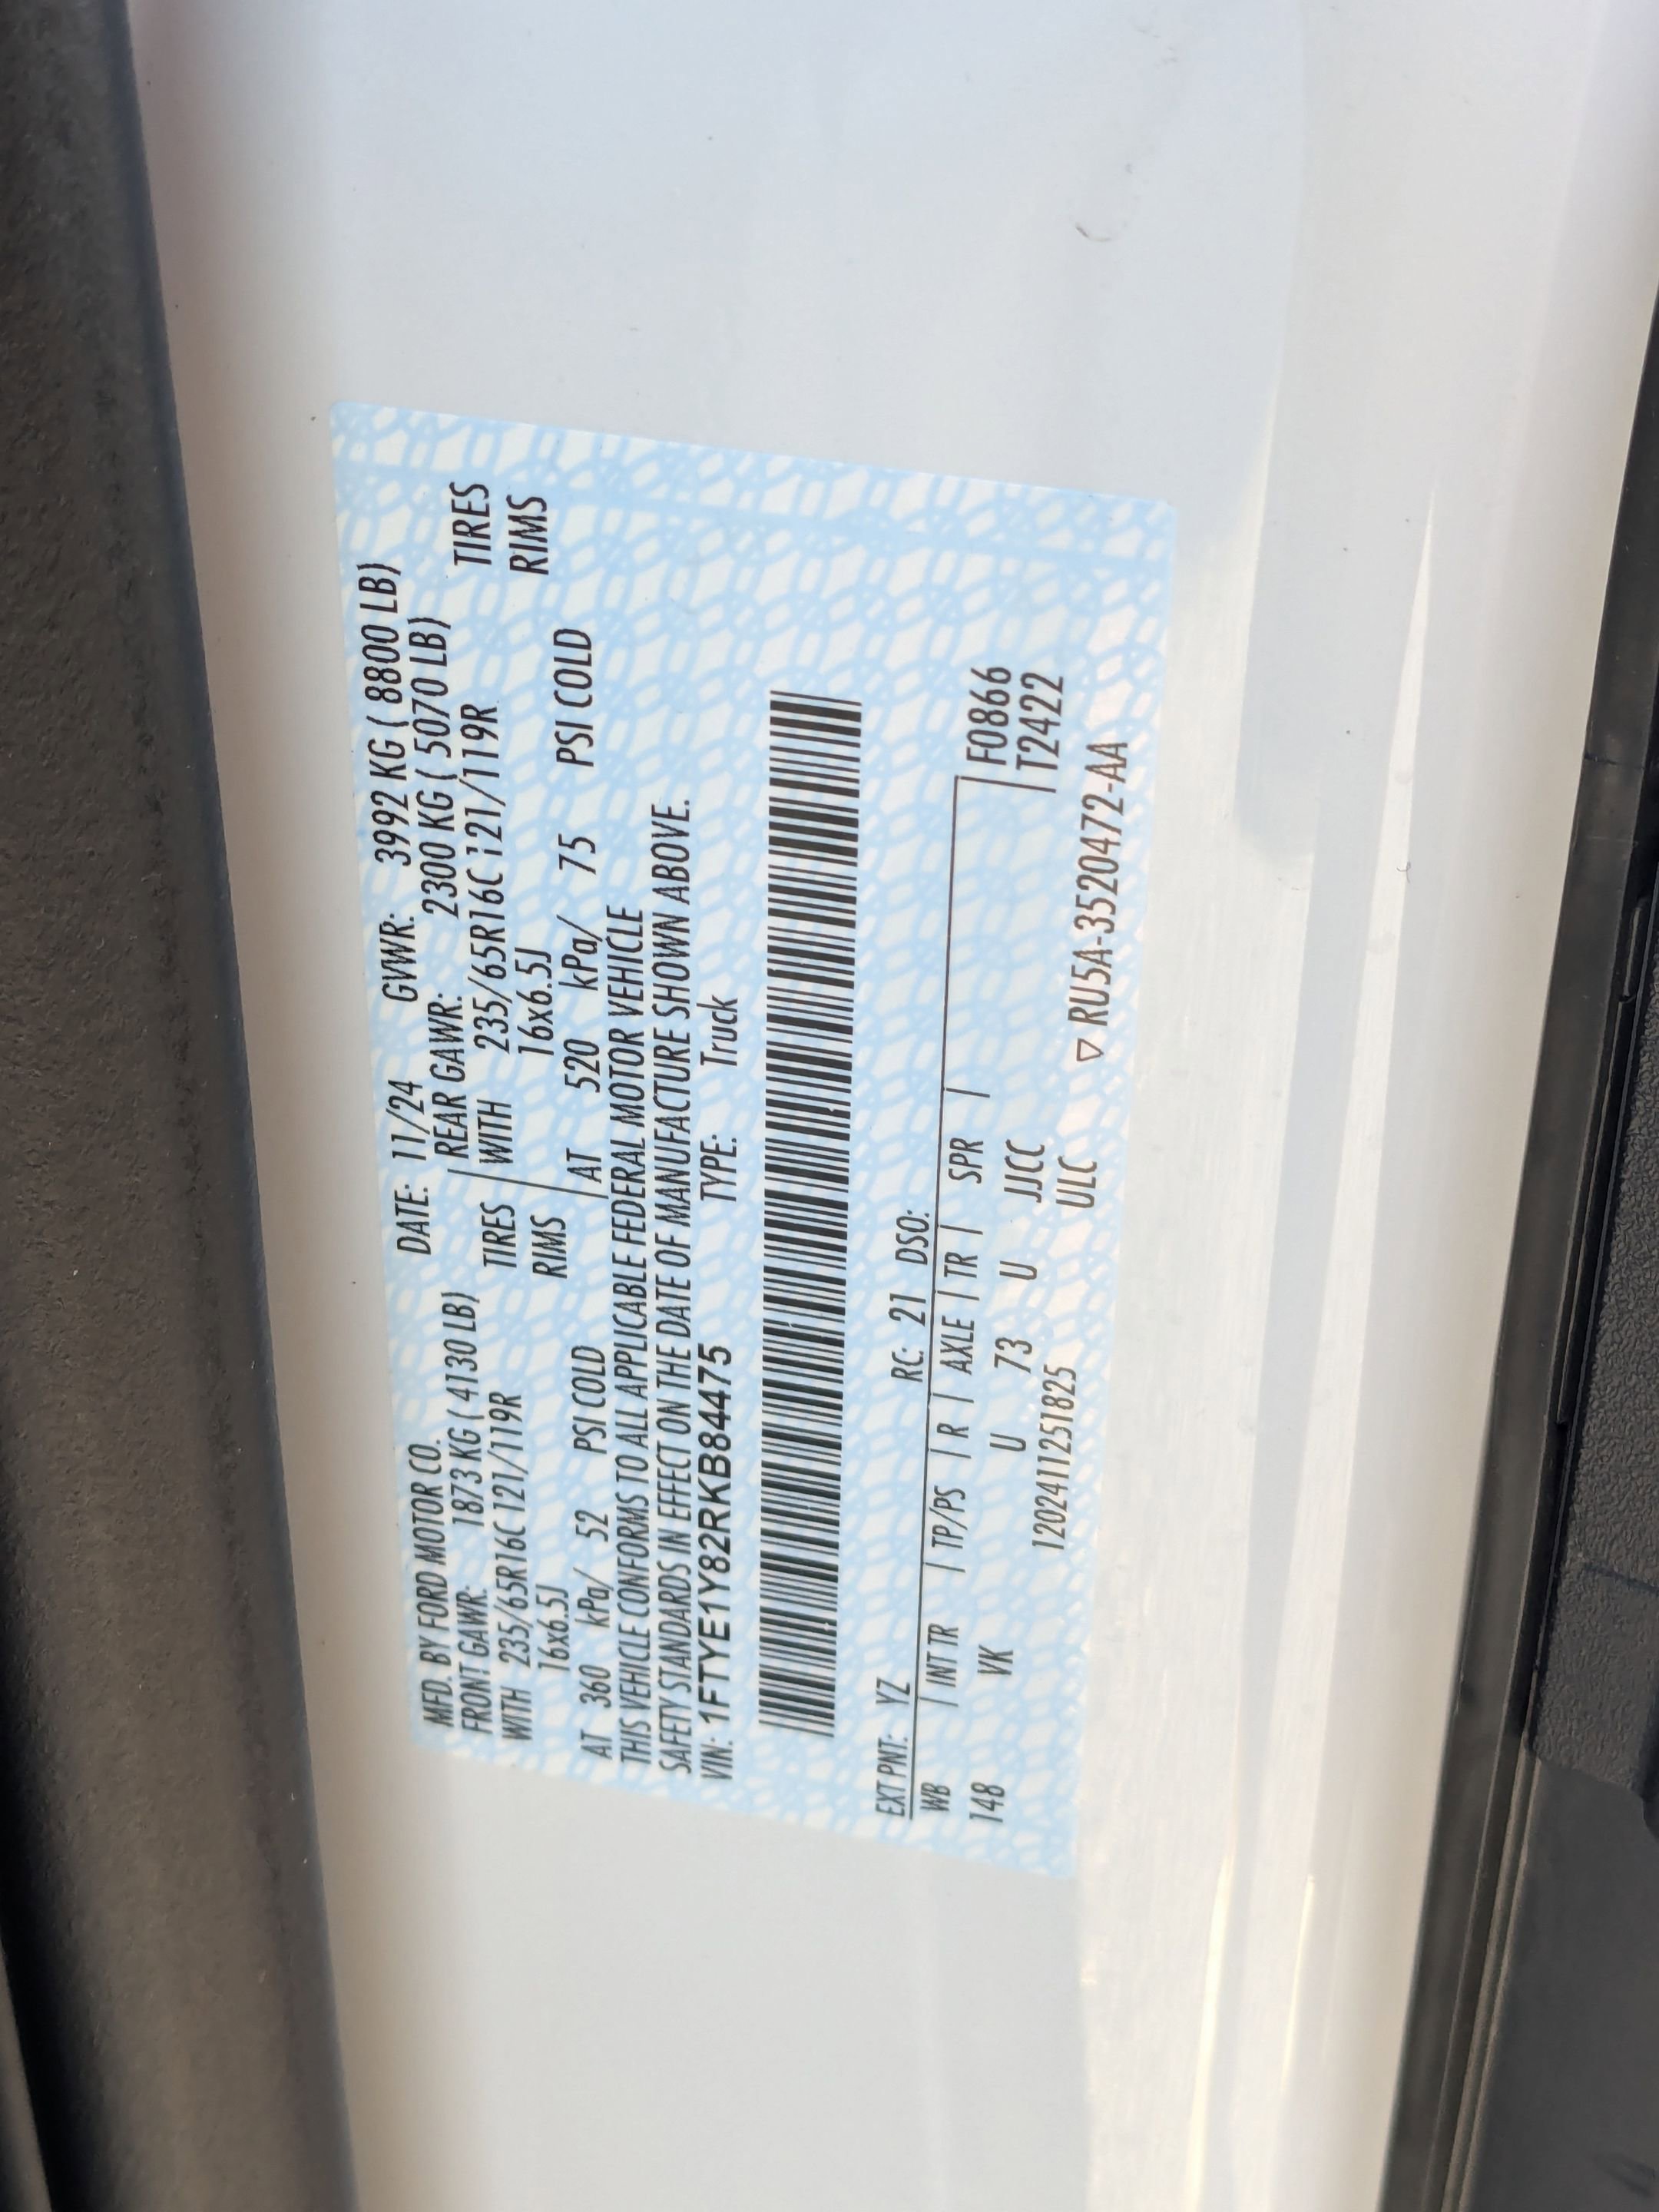 MFD. BY FORD MOTOR CO. DATE: 11/24 GVWR: 3992 KG ( 8800 LB)
FRONT GAWR: 1873 KG ( 4130 LB) REAR GAWR: 2300 KG ( 5070 LB)
WITH 235/65R16C 121/119R TIRES WITH 235/65R16C 121/119R TIRES
16x6.5J RIMS 16x6.5J RIMS
AT 360 kPa/ 52 PSI COLD AT 520 kPa/ 75 PSI COLD
THIS VEHICLE CONFORMS TO ALL APPLICABLE FEDERAL MOTOR VEHICLE
SAFETY STANDARDS IN EFFECT ON THE DATE OF MANUFACTURE SHOWN ABOVE.
VIN: 1FTYE1Y82RKB84475 TYPE: Truck
EXT PNT: YZ RC: 21 DSO:
WB | INT TR | TP/PS | R | AXLE | TR | SPR | F0866
148 VK U 73 U JJCC T2422
1202411251825 ULC ▽ RU5A-3520472-AA